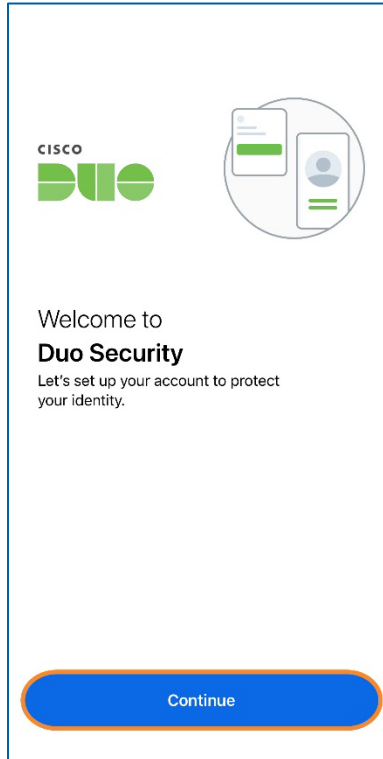 CISCO
DUO
Welcome to
Duo Security
Let's set up your account to protect
your identity.
Continue